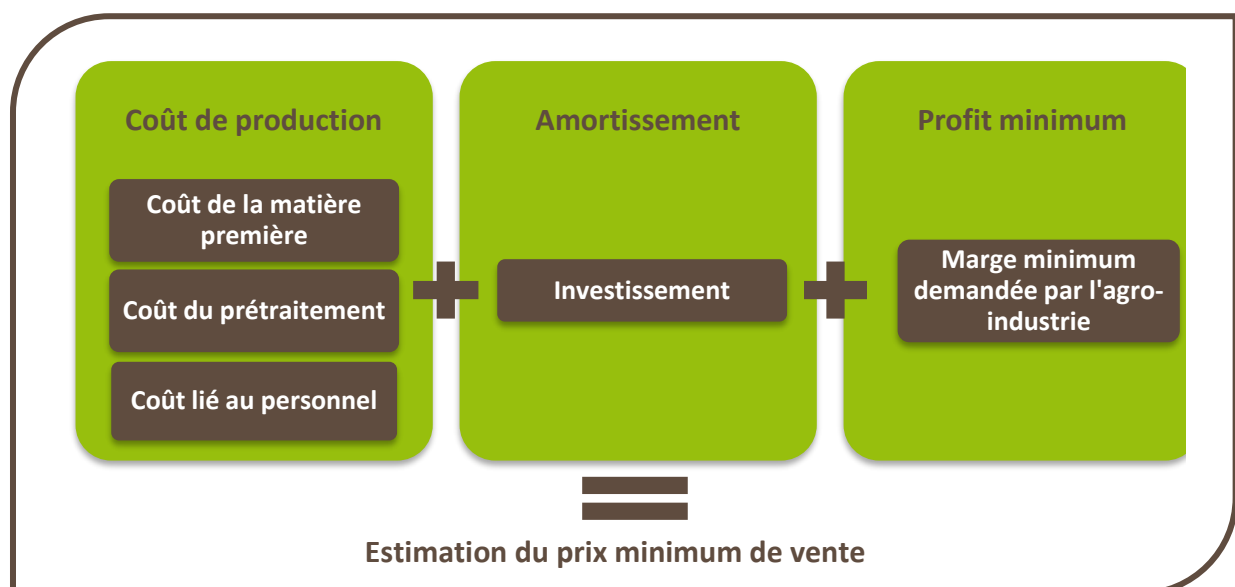 Coût de production
Coût de la matière
première
Coût du prétraitement
Coût lié au personnel
Amortissement
Investissement
Profit minimum
Marge minimum
demandée par l'agro-
industrie
Estimation du prix minimum de vente